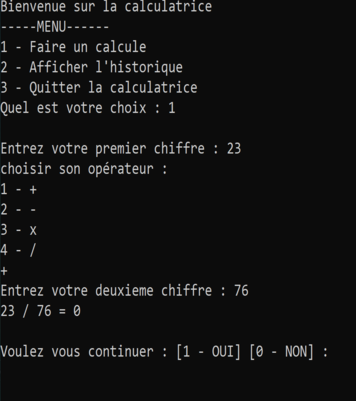 Bienvenue sur la calculatrice
-----MENU------
1 - Faire un calcule
2 - Afficher l'historique
3 - Quitter la calculatrice
Quel est votre choix : 1
Entrez votre premier chiffre : 23
choisir son opérateur :
1 - +
2 - -
3 - x
4 - /
+
Entrez votre deuxieme chiffre : 76
23 / 76 = 0
Voulez vous continuer : [1 - OUI] [0 - NON] :